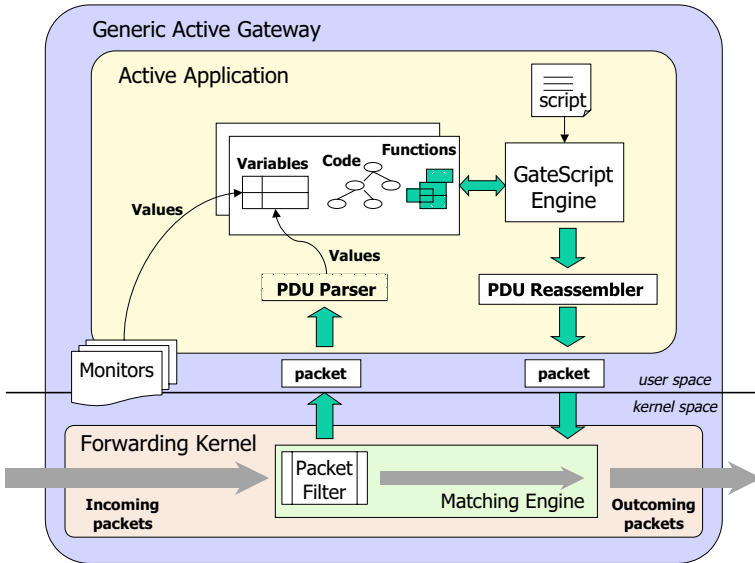 Generic Active Gateway
Active Application
script
Functions
Code
Variables
GateScript
Engine
Values
Values
PDU Parser
PDU Reassembler
Monitors
packet
packet
user space
kernel space
Forwarding Kernel
Packet
Filter
Matching Engine
Incoming
packets
Outcoming
packets